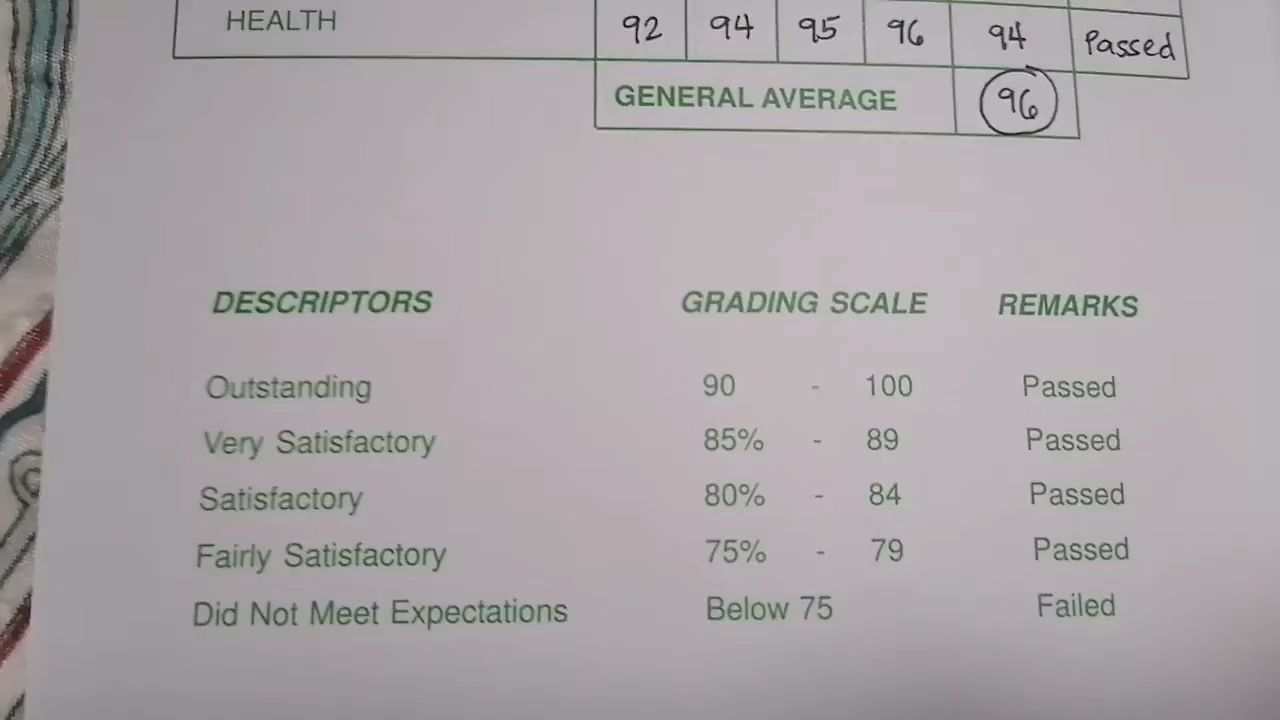 HEALTH 92 94 95 96 94 Passed
GENERAL AVERAGE 96
DESCRIPTORS GRADING SCALE REMARKS
Outstanding 90 - 100 Passed
Very Satisfactory 85% - 89 Passed
Satisfactory 80% - 84 Passed
Fairly Satisfactory 75% - 79 Passed
Did Not Meet Expectations Below 75 Failed